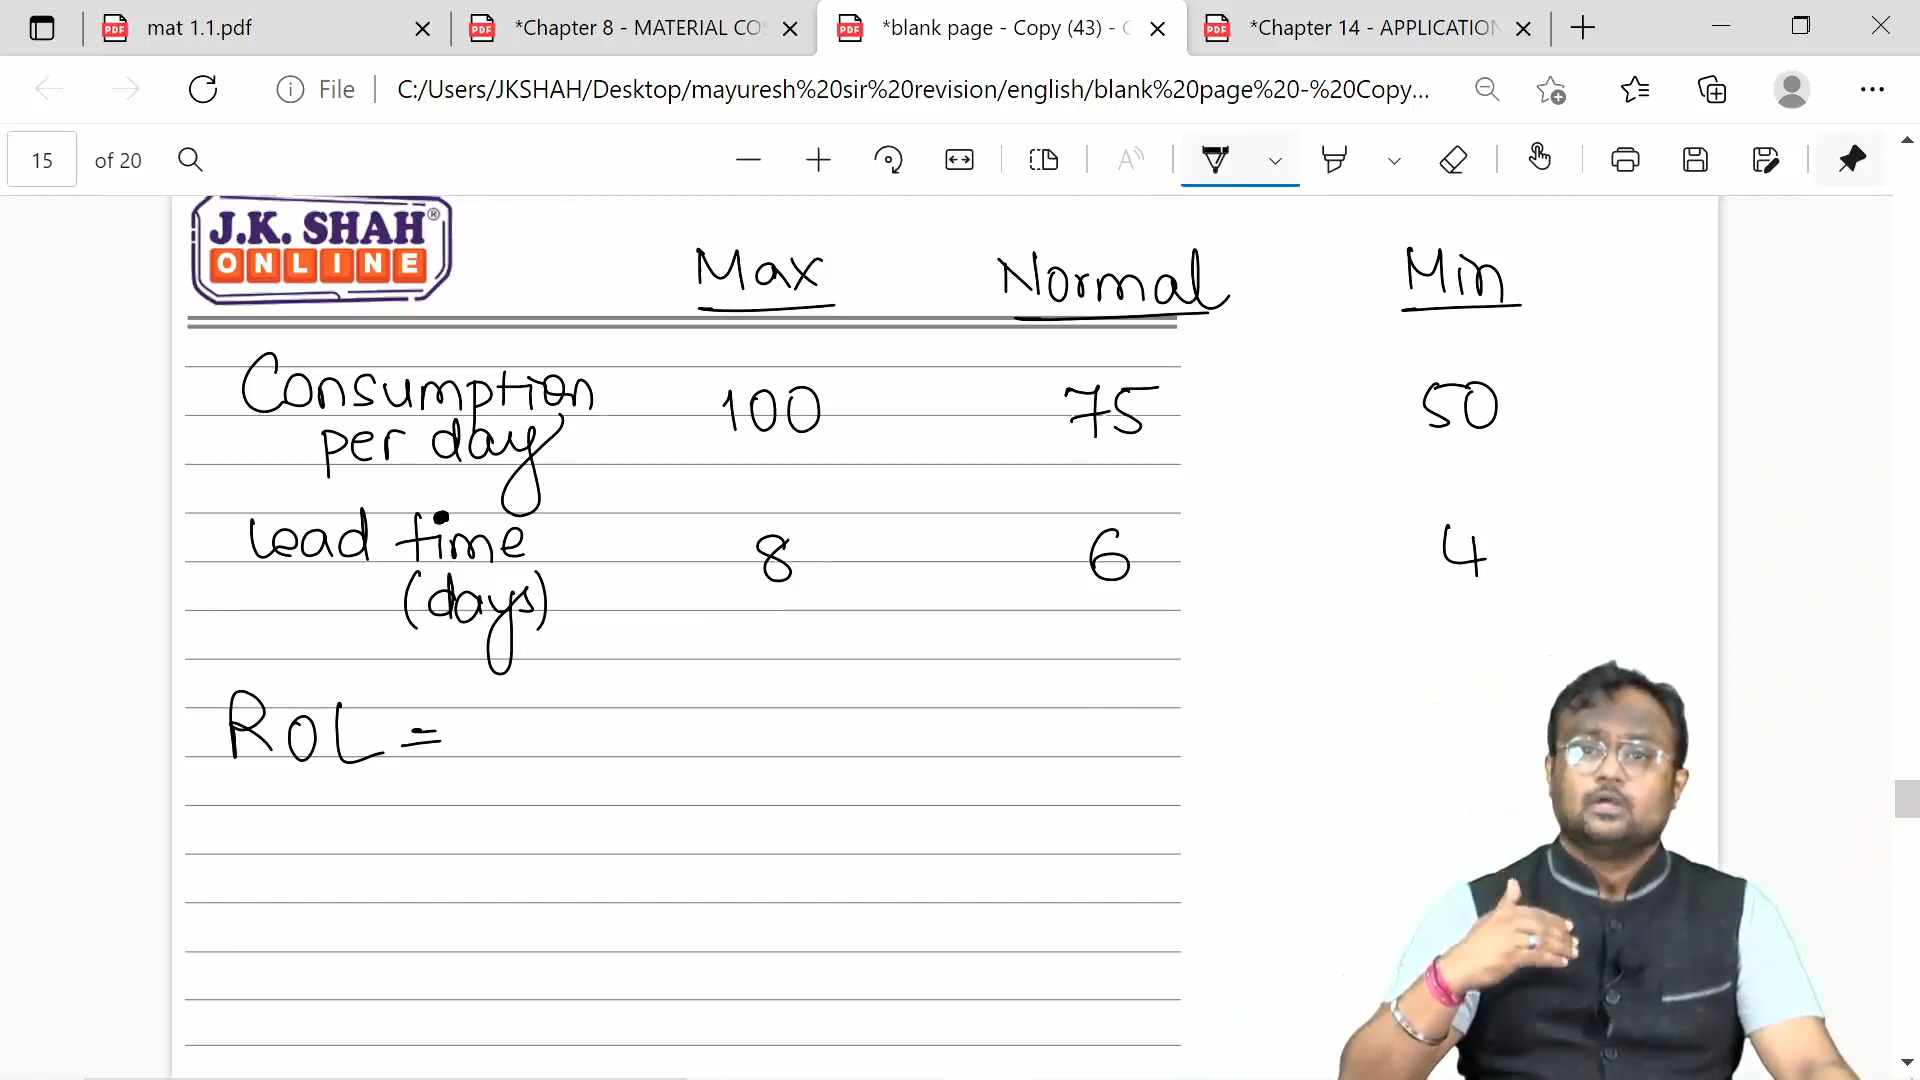 mat 1.1.pdf
*Chapter 8 - MATERIAL COS
*blank page - Copy (43) - C
*Chapter 14 - APPLICATION
File
C:/Users/JKSHAH/Desktop/mayuresh%20sir%20revision/english/blank%20page%20-%20Copy...
15 of 20
J.K. SHAH®
ONLINE
Max Normal Min
Consumption per day 100 75 50
Lead time (days) 8 6 4
ROL =